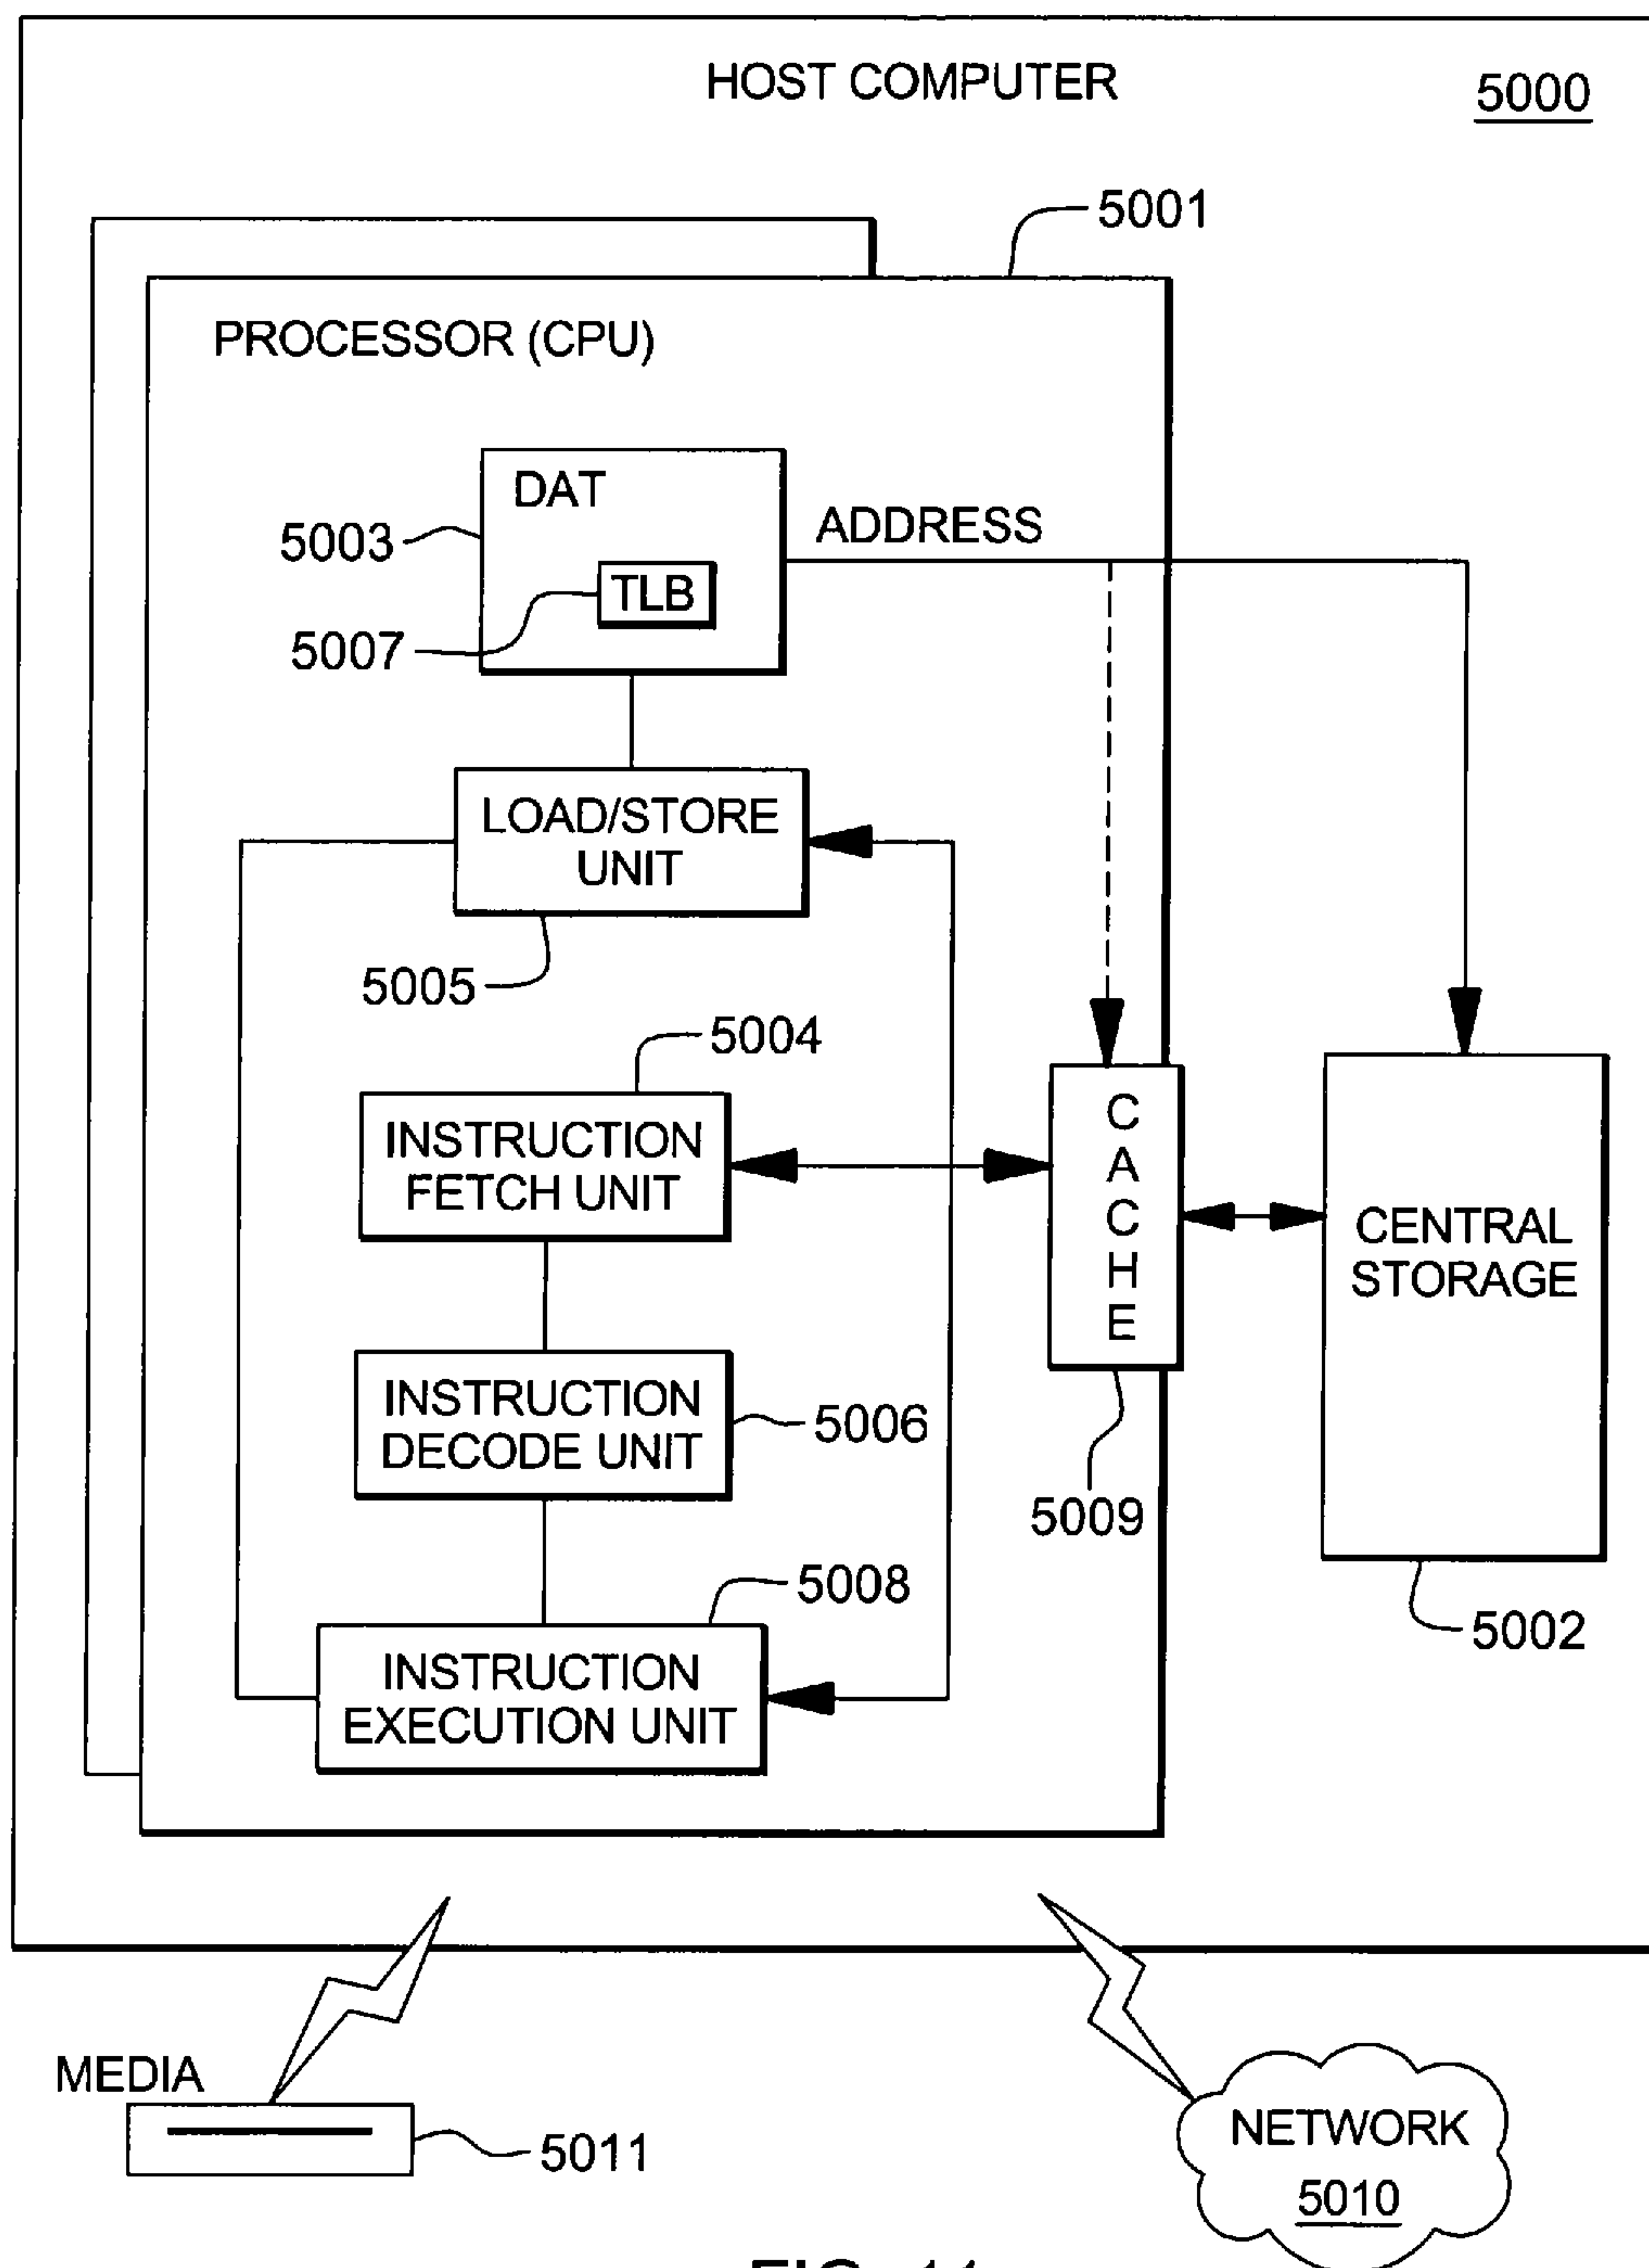 HOST COMPUTER
5000
5001
PROCESSOR (CPU)
DAT
5003
ADDRESS
TLB
5007
LOAD/STORE
UNIT
5005
5004
INSTRUCTION
FETCH UNIT
C
A
C
H
E
CENTRAL
STORAGE
INSTRUCTION
DECODE UNIT
5006
5009
5008
5002
INSTRUCTION
EXECUTION UNIT
MEDIA
5011
NETWORK
5010